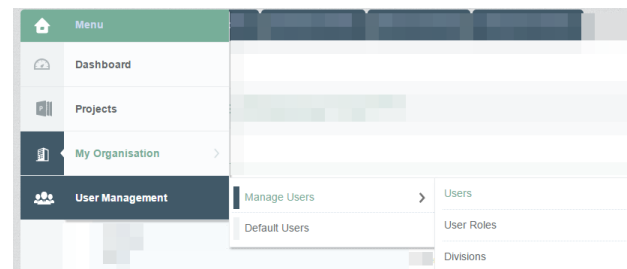 Menu
Dashboard
Projects
My Organisation
User Management
Manage Users
Default Users
Users
User Roles
Divisions